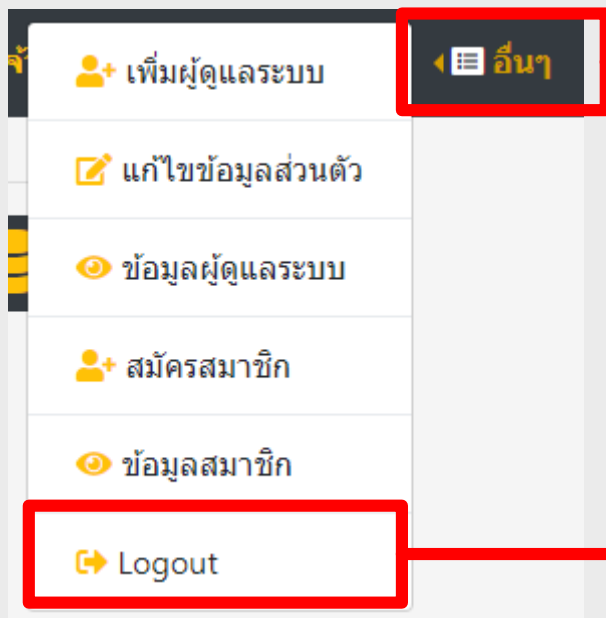 อื่นๆ
เพิ่มผู้ดูแลระบบ
แก้ไขข้อมูลส่วนตัว
ข้อมูลผู้ดูแลระบบ
สมัครสมาชิก
ข้อมูลสมาชิก
Logout